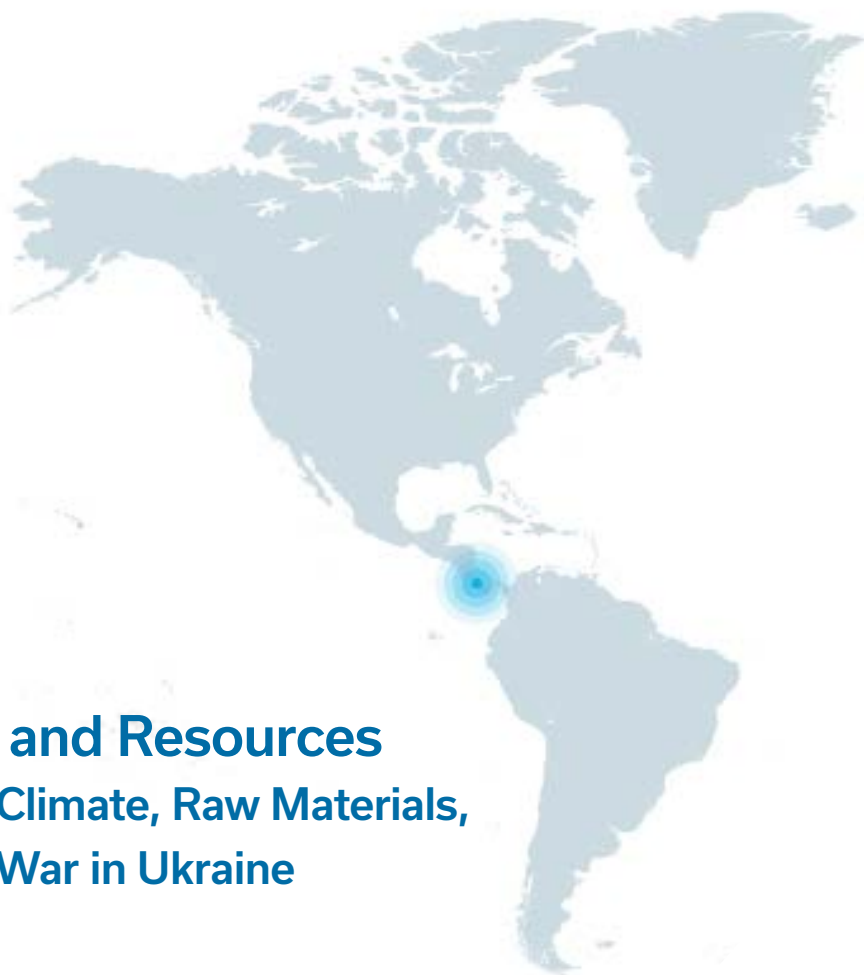 and Resources
Climate, Raw Materials,
War in Ukraine